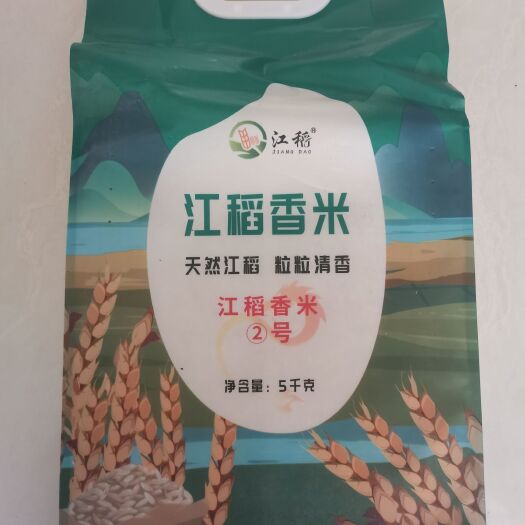 江稻®
JIANG DAO
江稻香米
天然江稻 粒粒清香
江稻香米
②号
净含量：5千克